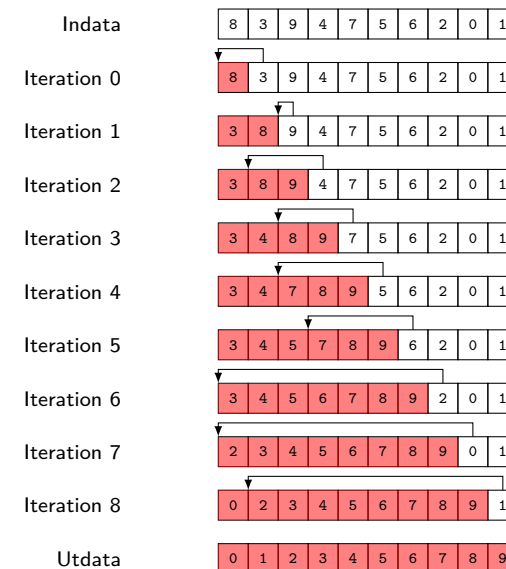 Indata 8 3 9 4 7 5 6 2 0 1
Iteration 0 8 3 9 4 7 5 6 2 0 1
Iteration 1 3 8 9 4 7 5 6 2 0 1
Iteration 2 3 8 9 4 7 5 6 2 0 1
Iteration 3 3 4 8 9 7 5 6 2 0 1
Iteration 4 3 4 7 8 9 5 6 2 0 1
Iteration 5 3 4 5 7 8 9 6 2 0 1
Iteration 6 3 4 5 6 7 8 9 2 0 1
Iteration 7 2 3 4 5 6 7 8 9 0 1
Iteration 8 0 2 3 4 5 6 7 8 9 1
Utdata 0 1 2 3 4 5 6 7 8 9